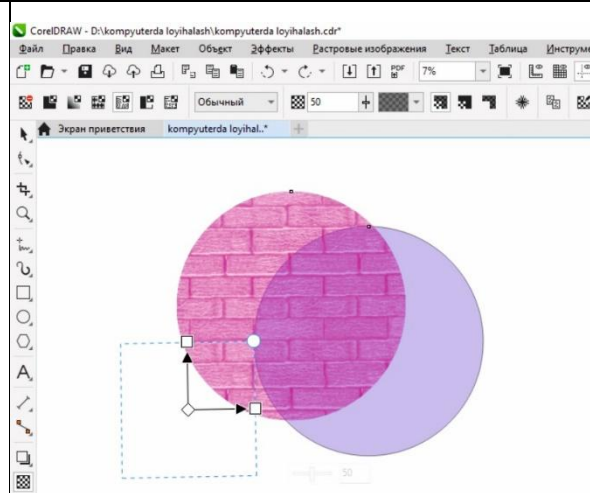 CorelDRAW - D:\kompyuterda loyihalash\kompyuterda loyihalash.cdr*
Файл Правка Вид Макет Объект Эффекты Растровые изображения Текст Таблица Инструме
PDF 7%
Обычный 50
Экран приветствия kompyuterda loyihal..*
50